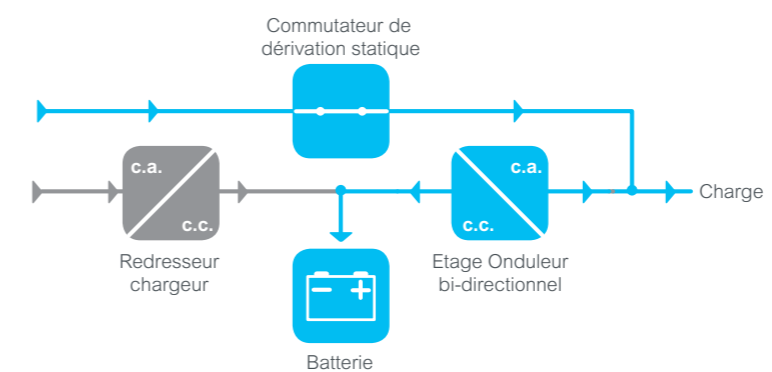 Commutateur de
dérivation statique
c.a.
c.c.
c.a.
c.c.
Charge
Redresseur
chargeur
Etage Onduleur
bi-directionnel
Batterie